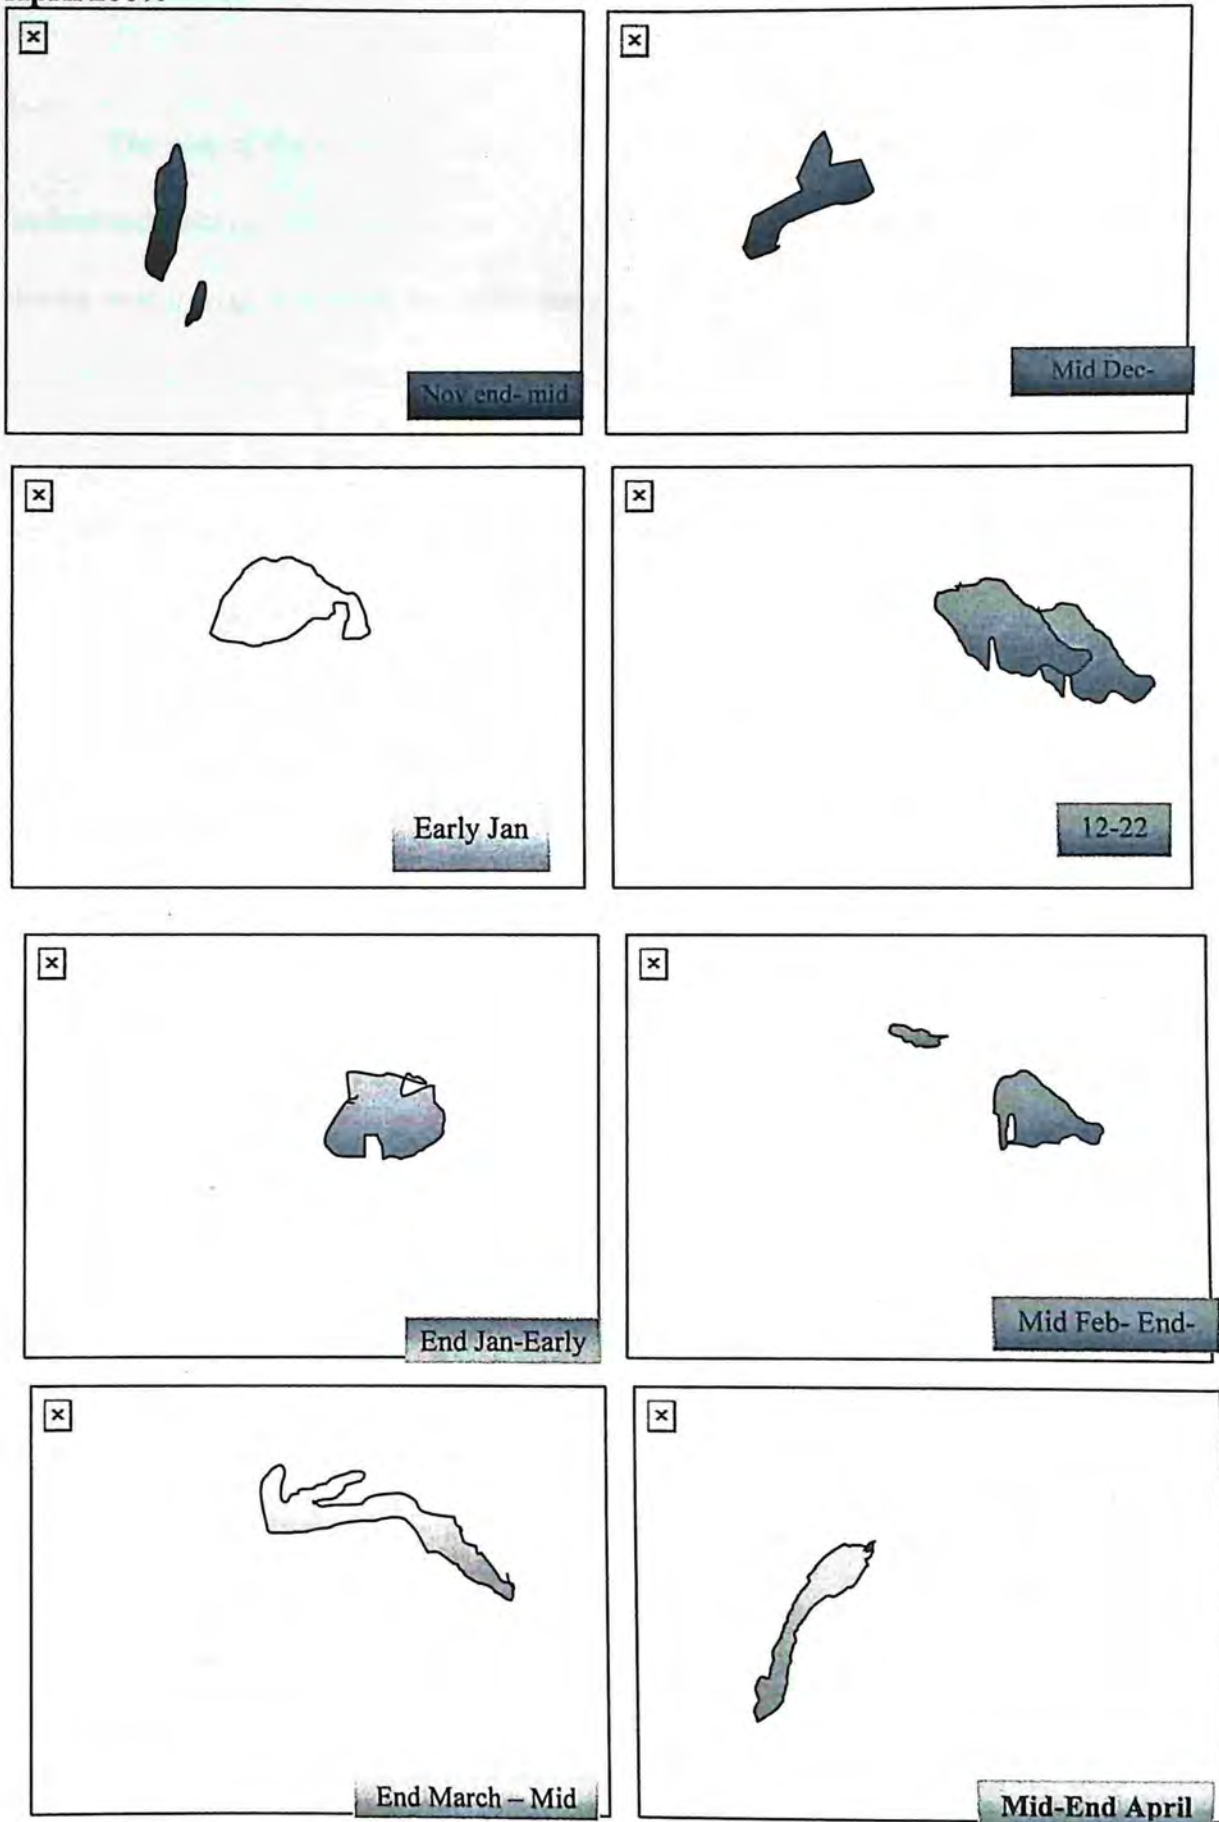 Nov end- mid
Mid Dec-
Early Jan
12-22
End Jan-Early
Mid Feb- End-
End March – Mid
Mid-End April